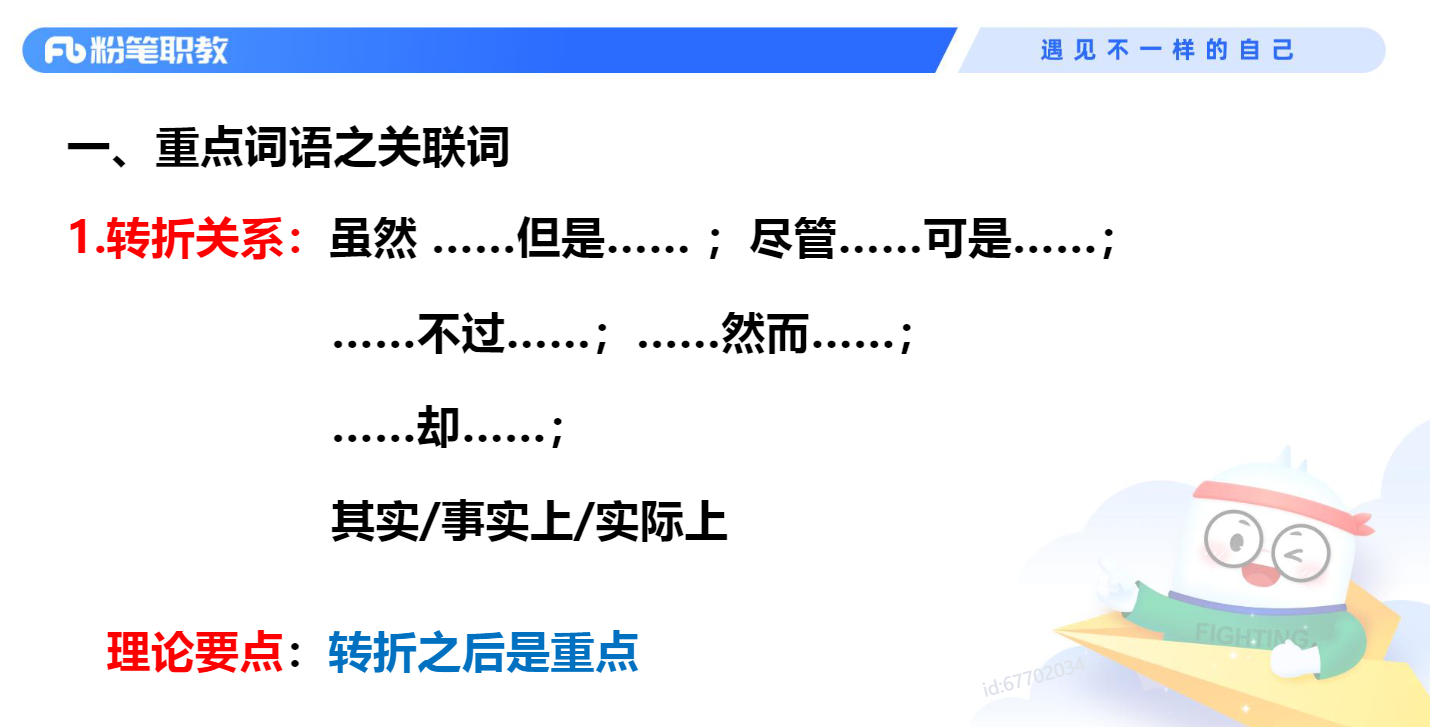 粉笔职教
遇见不一样的自己
一、重点词语之关联词
1.转折关系：虽然 ……但是…… ；尽管……可是……；
……不过……；……然而……；
……却……；
其实/事实上/实际上
理论要点：转折之后是重点
FIGHTING
id:67702034